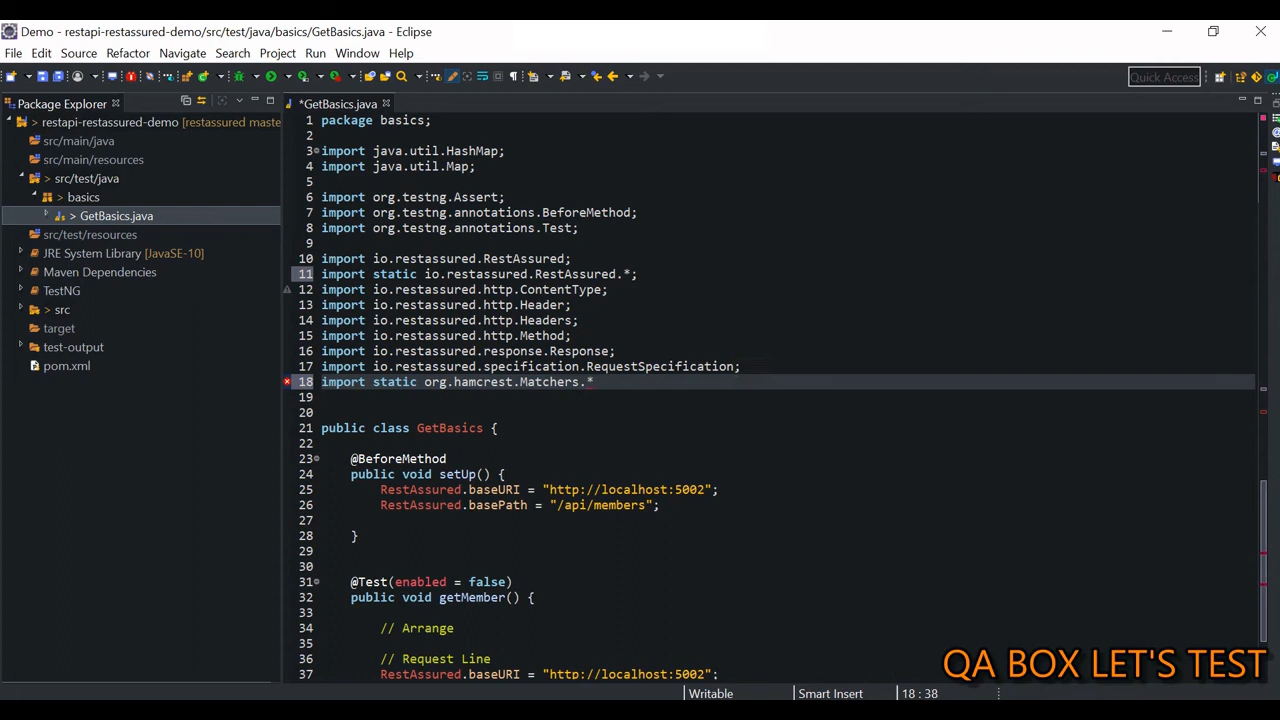 Demo - restapi-restassured-demo/src/test/java/basics/GetBasics.java - Eclipse
File Edit Source Refactor Navigate Search Project Run Window Help
Quick Access
Package Explorer
> restapi-restassured-demo [restassured maste
src/main/java
src/main/resources
> src/test/java
> basics
> GetBasics.java
src/test/resources
JRE System Library [JavaSE-10]
Maven Dependencies
TestNG
> src
target
test-output
pom.xml
*GetBasics.java
1 package basics;
2
3 import java.util.HashMap;
4 import java.util.Map;
5
6 import org.testng.Assert;
7 import org.testng.annotations.BeforeMethod;
8 import org.testng.annotations.Test;
9
10 import io.restassured.RestAssured;
11 import static io.restassured.RestAssured.*;
12 import io.restassured.http.ContentType;
13 import io.restassured.http.Header;
14 import io.restassured.http.Headers;
15 import io.restassured.http.Method;
16 import io.restassured.response.Response;
17 import io.restassured.specification.RequestSpecification;
18 import static org.hamcrest.Matchers.*
19
20
21 public class GetBasics {
22
23 @BeforeMethod
24 public void setUp() {
25 RestAssured.baseURI = "http://localhost:5002";
26 RestAssured.basePath = "/api/members";
27
28 }
29
30
31 @Test(enabled = false)
32 public void getMember() {
33
34 // Arrange
35
36 // Request Line
37 RestAssured.baseURI = "http://localhost:5002";
QA BOX LET'S TEST
Writable Smart Insert 18 : 38